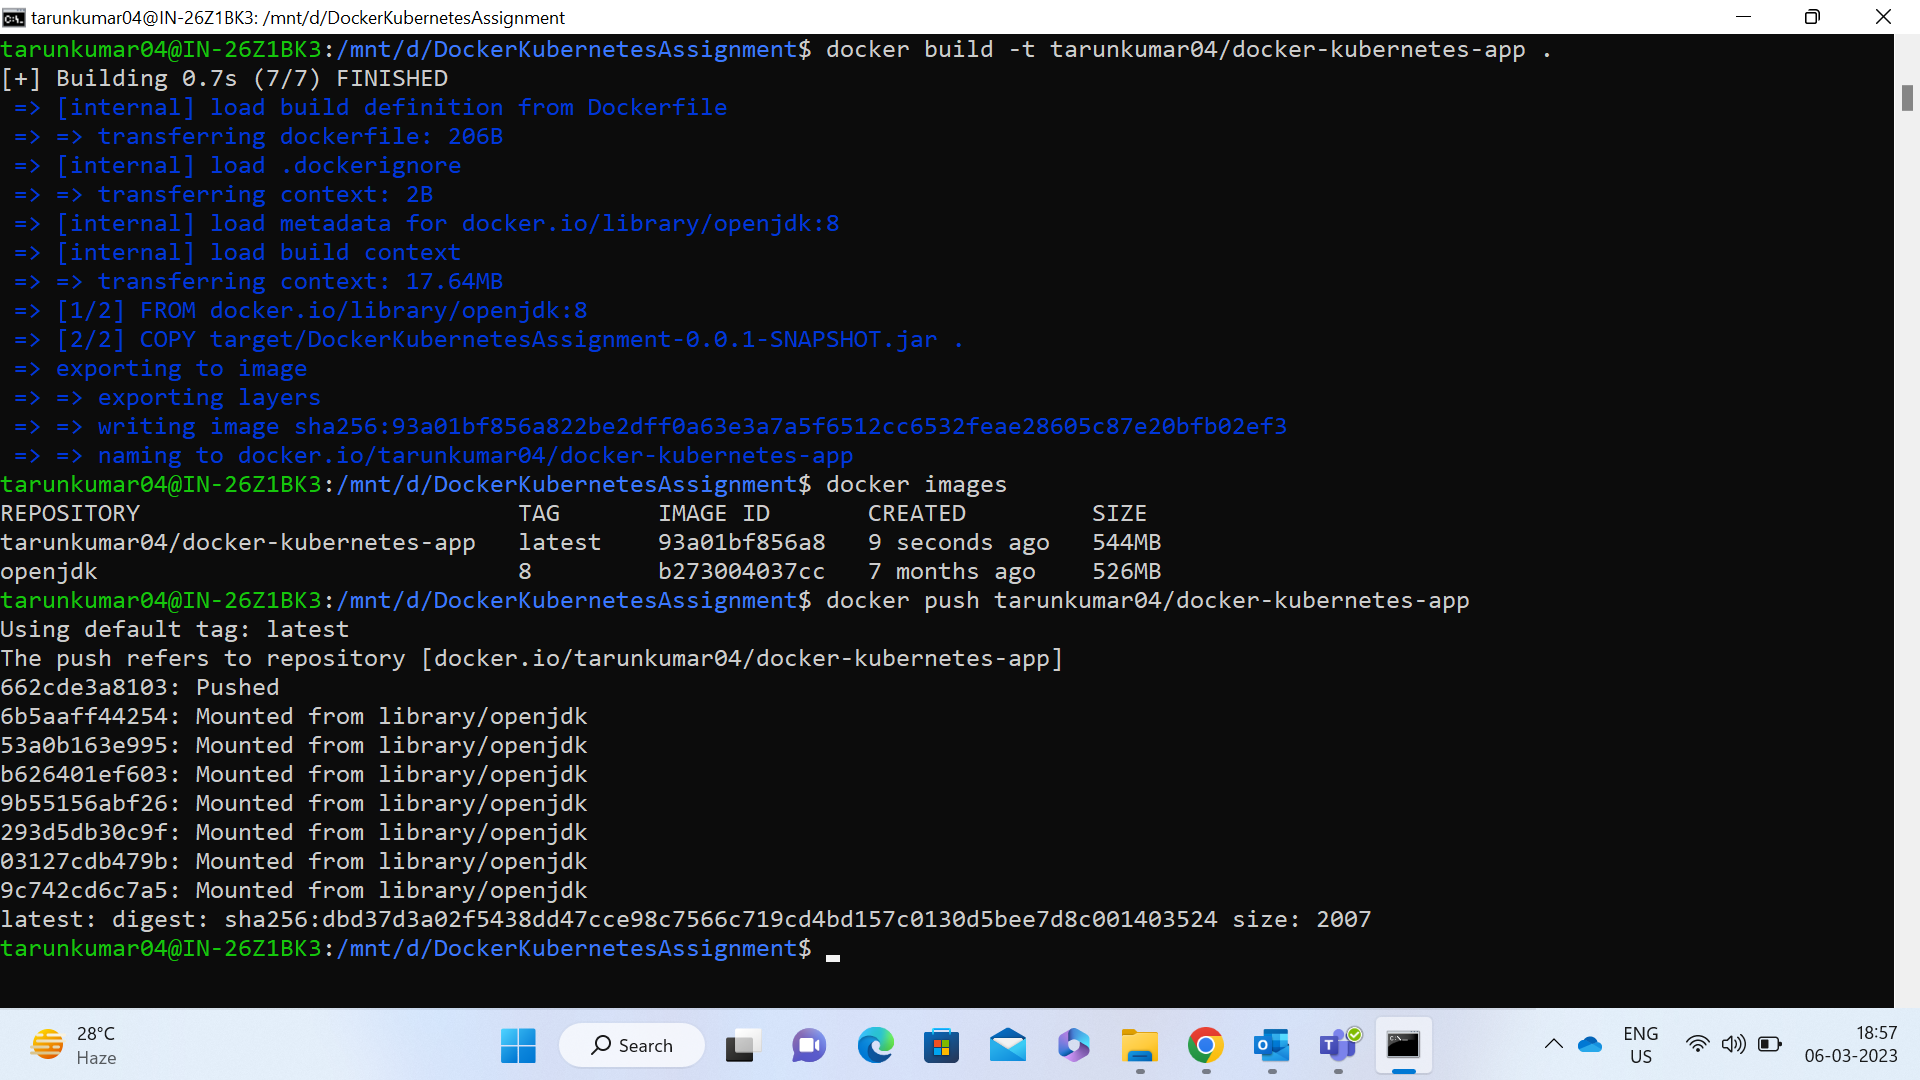 tarunkumar04@IN-26Z1BK3: /mnt/d/DockerKubernetesAssignment
tarunkumar04@IN-26Z1BK3:/mnt/d/DockerKubernetesAssignment$ docker build -t tarunkumar04/docker-kubernetes-app .
[+] Building 0.7s (7/7) FINISHED
=> [internal] load build definition from Dockerfile
=> => transferring dockerfile: 206B
=> [internal] load .dockerignore
=> => transferring context: 2B
=> [internal] load metadata for docker.io/library/openjdk:8
=> [internal] load build context
=> => transferring context: 17.64MB
=> [1/2] FROM docker.io/library/openjdk:8
=> [2/2] COPY target/DockerKubernetesAssignment-0.0.1-SNAPSHOT.jar .
=> exporting to image
=> => exporting layers
=> => writing image sha256:93a01bf856a822be2dff0a63e3a7a5f6512cc6532feae28605c87e20bfb02ef3
=> => naming to docker.io/tarunkumar04/docker-kubernetes-app
tarunkumar04@IN-26Z1BK3:/mnt/d/DockerKubernetesAssignment$ docker images
REPOSITORY TAG IMAGE ID CREATED SIZE
tarunkumar04/docker-kubernetes-app latest 93a01bf856a8 9 seconds ago 544MB
openjdk 8 b273004037cc 7 months ago 526MB
tarunkumar04@IN-26Z1BK3:/mnt/d/DockerKubernetesAssignment$ docker push tarunkumar04/docker-kubernetes-app
Using default tag: latest
The push refers to repository [docker.io/tarunkumar04/docker-kubernetes-app]
662cde3a8103: Pushed
6b5aaff44254: Mounted from library/openjdk
53a0b163e995: Mounted from library/openjdk
b626401ef603: Mounted from library/openjdk
9b55156abf26: Mounted from library/openjdk
293d5db30c9f: Mounted from library/openjdk
03127cdb479b: Mounted from library/openjdk
9c742cd6c7a5: Mounted from library/openjdk
latest: digest: sha256:dbd37d3a02f5438dd47cce98c7566c719cd4bd157c0130d5bee7d8c001403524 size: 2007
tarunkumar04@IN-26Z1BK3:/mnt/d/DockerKubernetesAssignment$
28°C
Haze
Search
ENG
US
18:57
06-03-2023